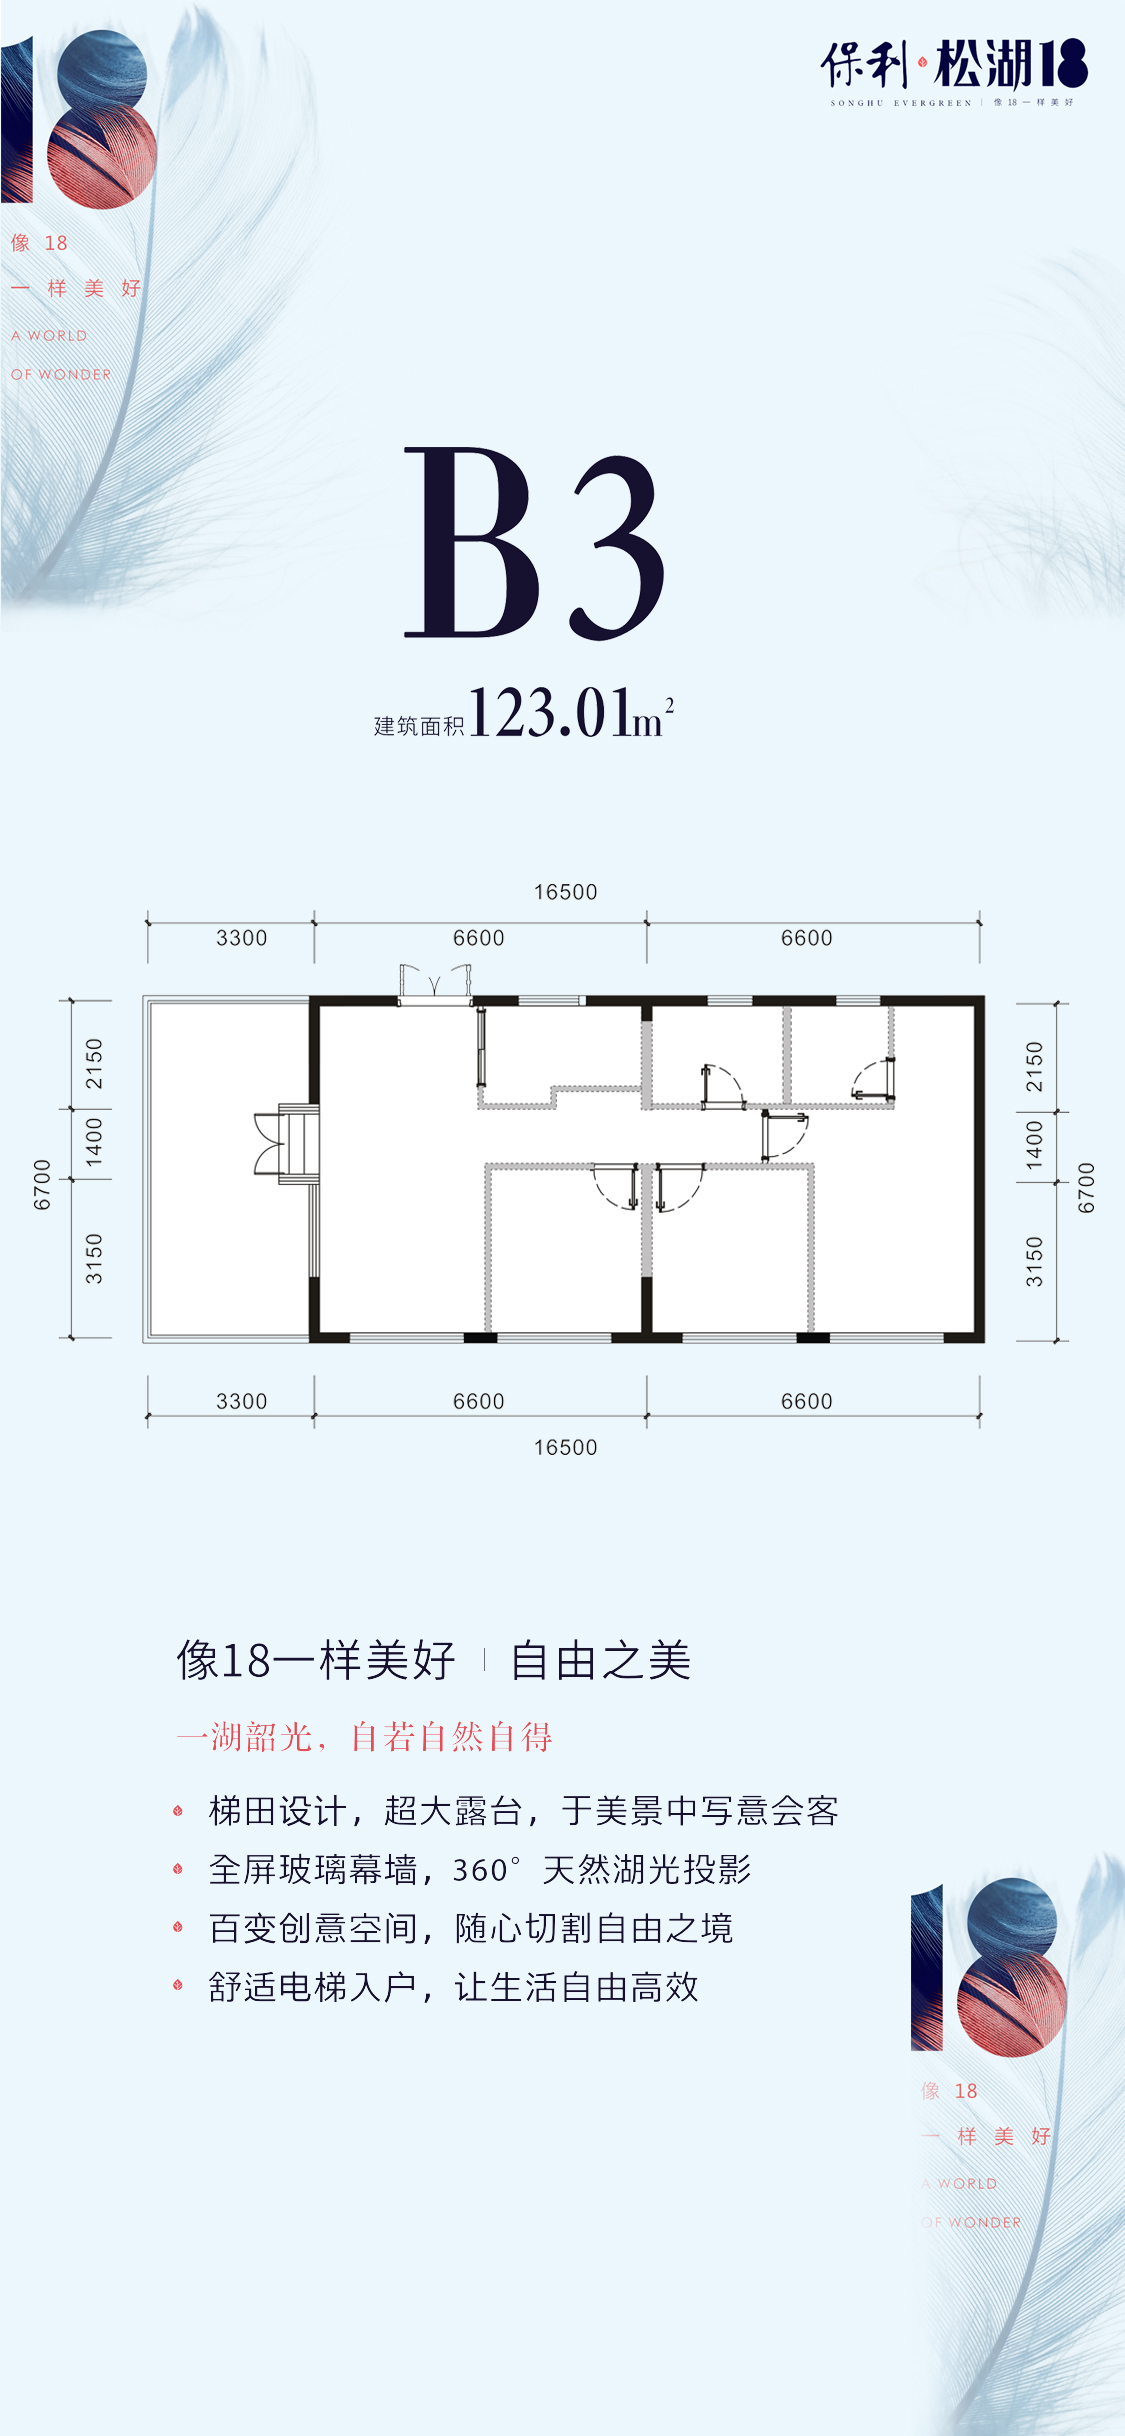 18
像 18
一样美好
A WORLD
OF WONDER
保利·松湖18
SONGHU EVERGREEN | 像18一样美好
B3
建筑面积123.01m²
16500
3300 6600 6600
2150
1400
3150
6700
2150
1400
3150
6700
3300 6600 6600
16500
像18一样美好 | 自由之美
一湖韶光，自若自然自得
梯田设计，超大露台，于美景中写意会客
全屏玻璃幕墙，360°天然湖光投影
百变创意空间，随心切割自由之境
舒适电梯入户，让生活自由高效
18
像 18
一样美好
A WORLD
OF WONDER